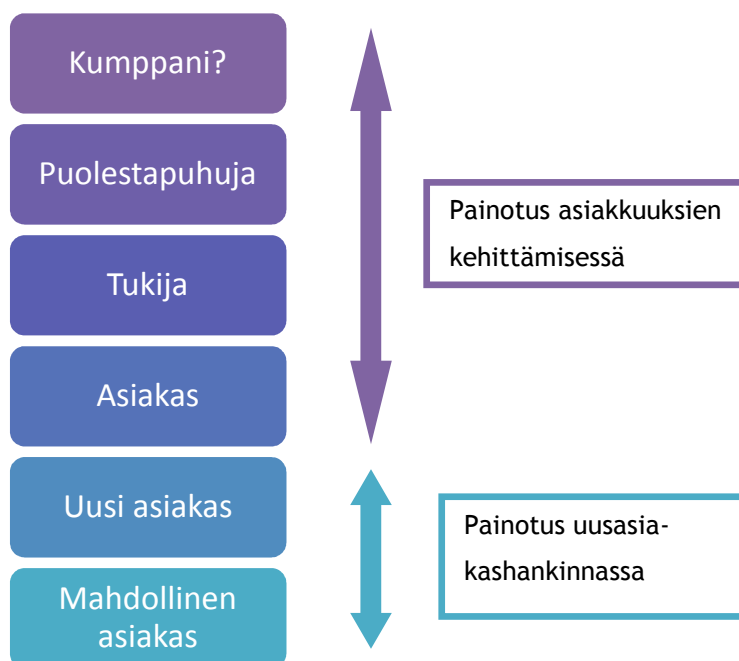 Kumppani?
Puolestapuhuja
Painotus asiakkuuksien
kehittämisessä
Tukija
Asiakas
Uusi asiakas
Painotus uusasia-
kashankinnassa
Mahdollinen
asiakas